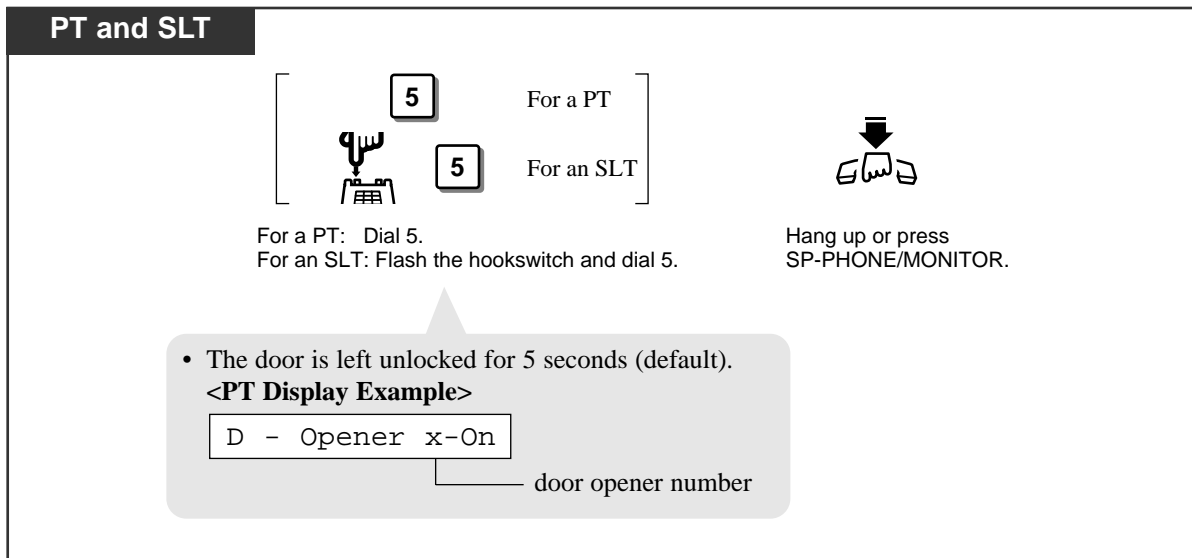 PT and SLT
5 For a PT
5 For an SLT
For a PT: Dial 5.
For an SLT: Flash the hookswitch and dial 5.
Hang up or press
SP-PHONE/MONITOR.
• The door is left unlocked for 5 seconds (default).
<PT Display Example>
D - Opener x-On
door opener number